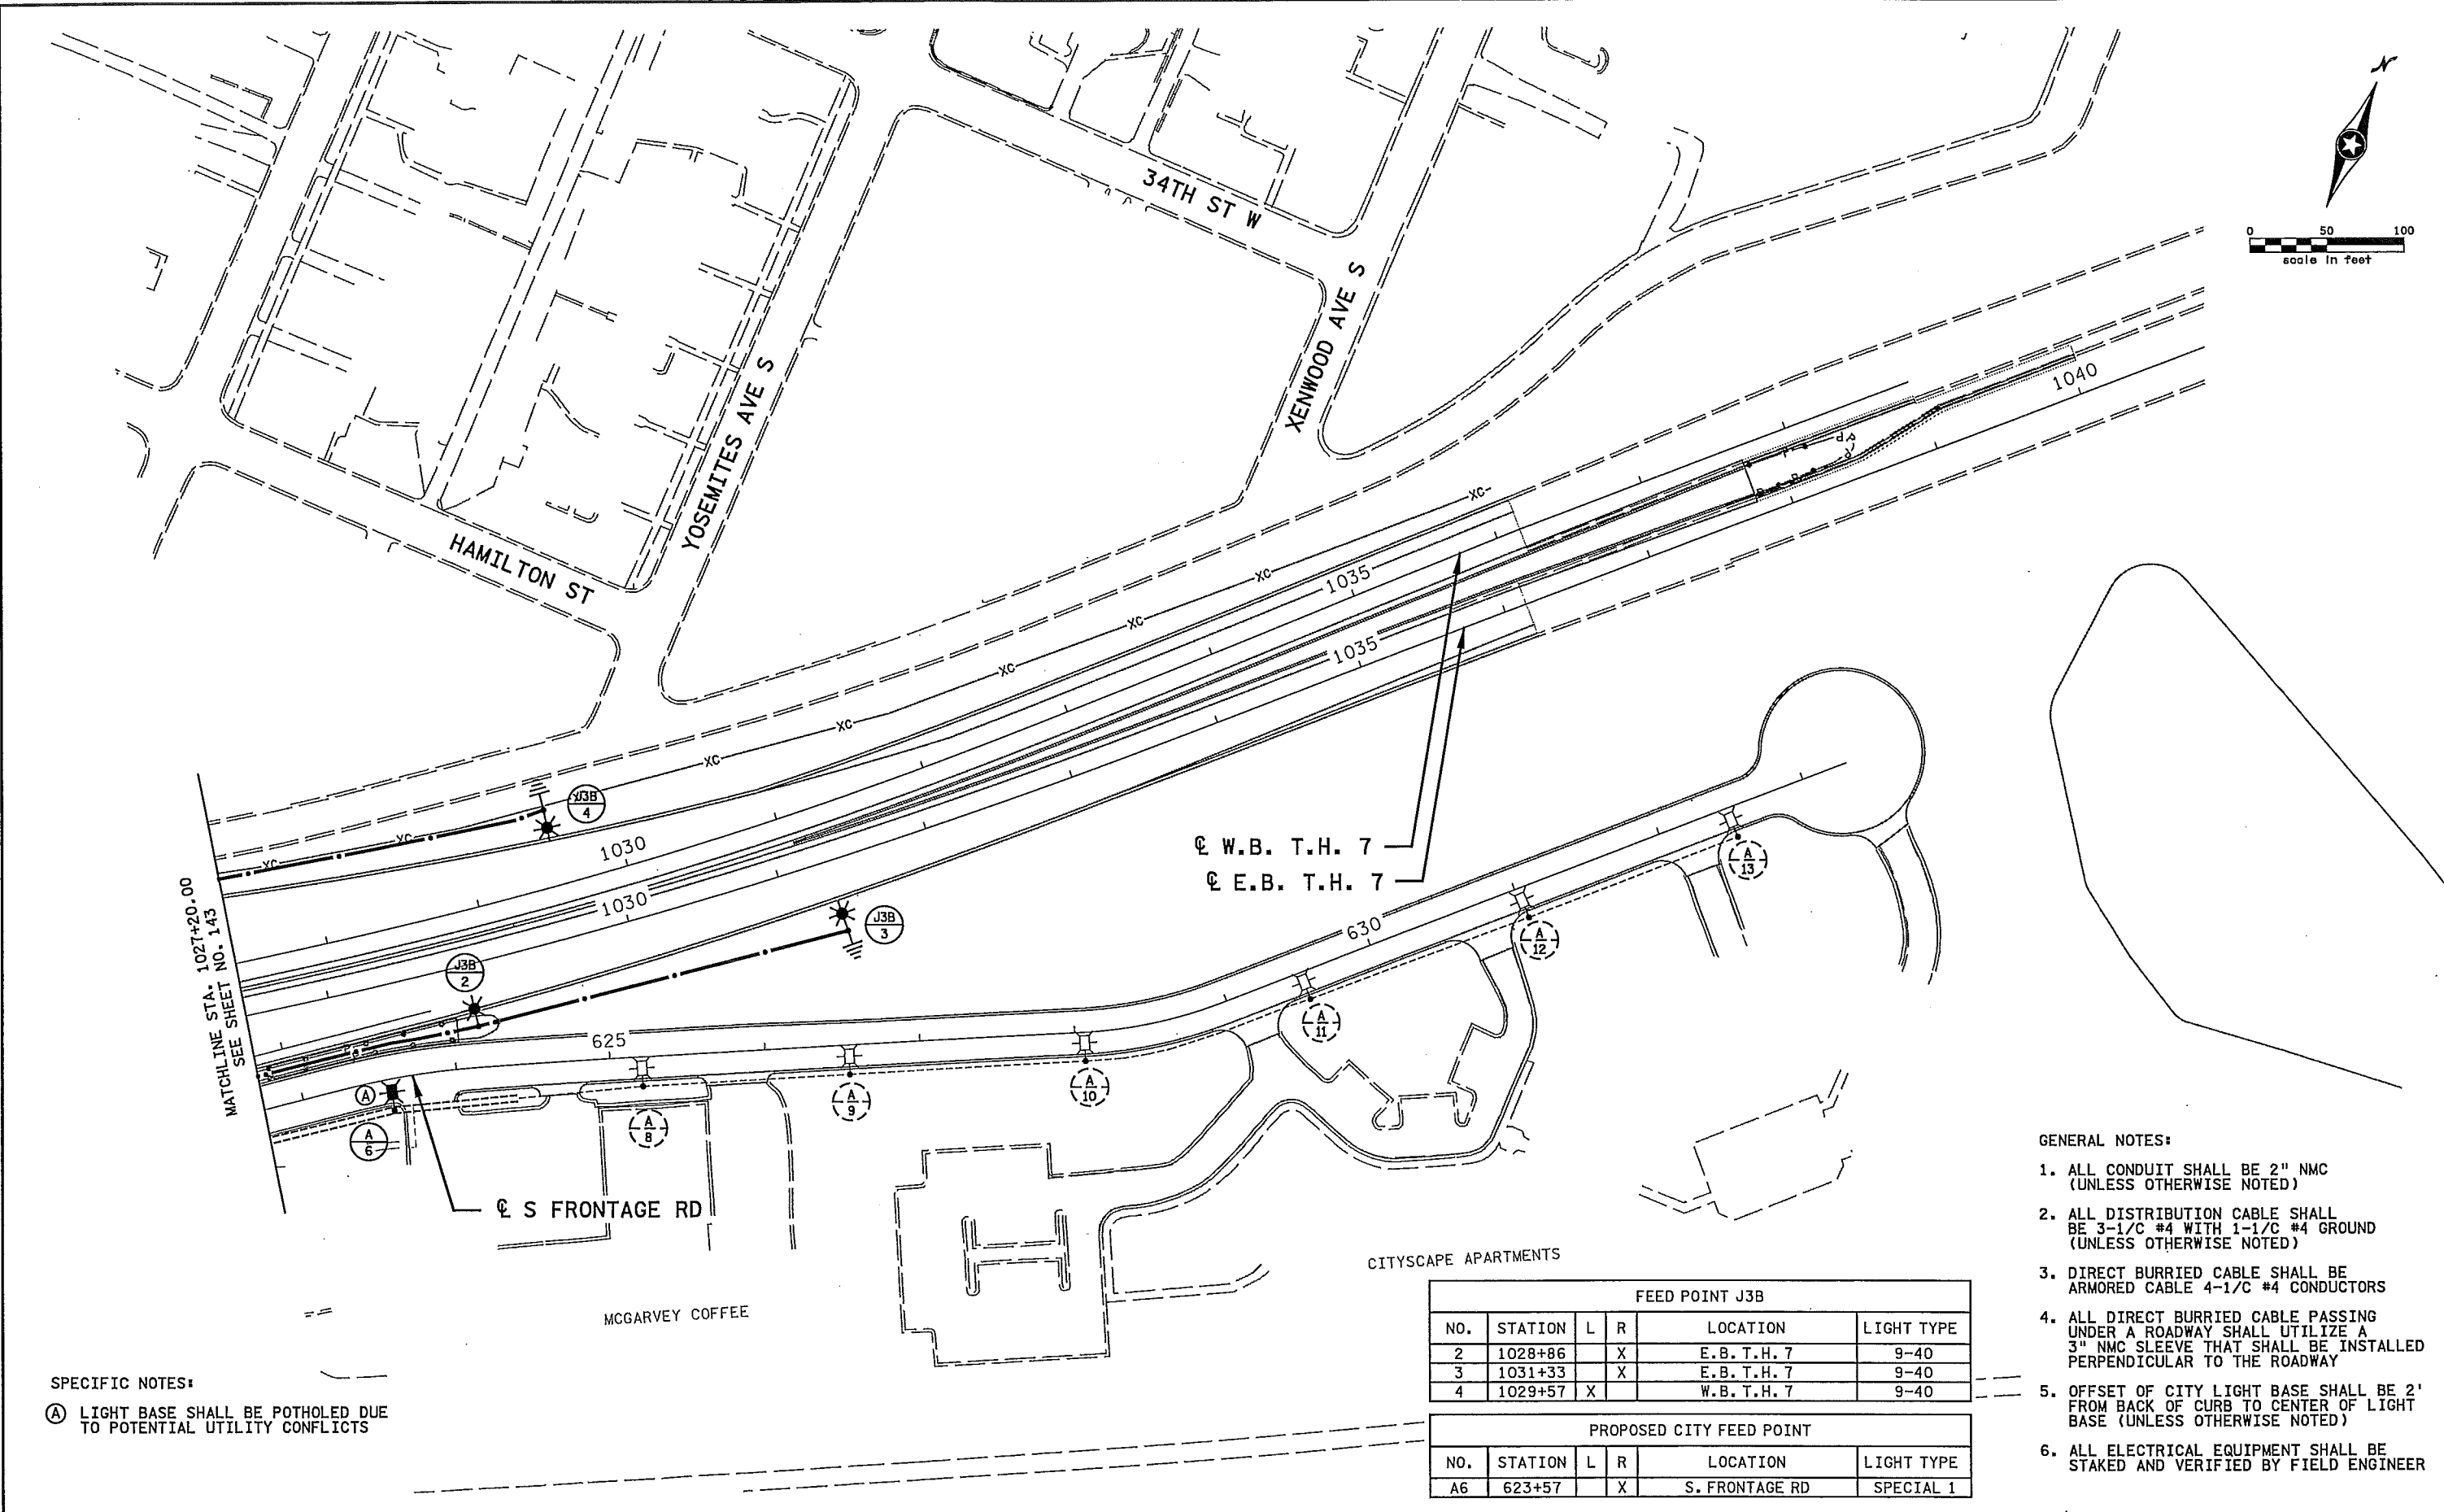 N
0 50 100
scale in feet
34TH ST W
XENWOOD AVE S
YOSEMITES AVE S
HAMILTON ST
1040
XC
XC
XC
XC
XC
XC
XC
XC
XC
1035
1035
J3B
4
1030
1030
J3B
3
J3B
2
℄ W.B. T.H. 7
℄ E.B. T.H. 7
630
625
A
13
A
12
A
11
A
10
A
9
A
8
A
A
6
MATCHLINE STA. 1027+20.00
SEE SHEET NO. 143
℄ S FRONTAGE RD
CITYSCAPE APARTMENTS
MCGARVEY COFFEE
SPECIFIC NOTES:
A LIGHT BASE SHALL BE POTHOLED DUE
TO POTENTIAL UTILITY CONFLICTS
FEED POINT J3B
NO. STATION L R LOCATION LIGHT TYPE
2 1028+86 X E.B. T.H. 7 9-40
3 1031+33 X E.B. T.H. 7 9-40
4 1029+57 X W.B. T.H. 7 9-40
PROPOSED CITY FEED POINT
NO. STATION L R LOCATION LIGHT TYPE
A6 623+57 X S. FRONTAGE RD SPECIAL 1
GENERAL NOTES:
1. ALL CONDUIT SHALL BE 2" NMC
(UNLESS OTHERWISE NOTED)
2. ALL DISTRIBUTION CABLE SHALL
BE 3-1/C #4 WITH 1-1/C #4 GROUND
(UNLESS OTHERWISE NOTED)
3. DIRECT BURRIED CABLE SHALL BE
ARMORED CABLE 4-1/C #4 CONDUCTORS
4. ALL DIRECT BURRIED CABLE PASSING
UNDER A ROADWAY SHALL UTILIZE A
3" NMC SLEEVE THAT SHALL BE INSTALLED
PERPENDICULAR TO THE ROADWAY
5. OFFSET OF CITY LIGHT BASE SHALL BE 2'
FROM BACK OF CURB TO CENTER OF LIGHT
BASE (UNLESS OTHERWISE NOTED)
6. ALL ELECTRICAL EQUIPMENT SHALL BE
STAKED AND VERIFIED BY FIELD ENGINEER